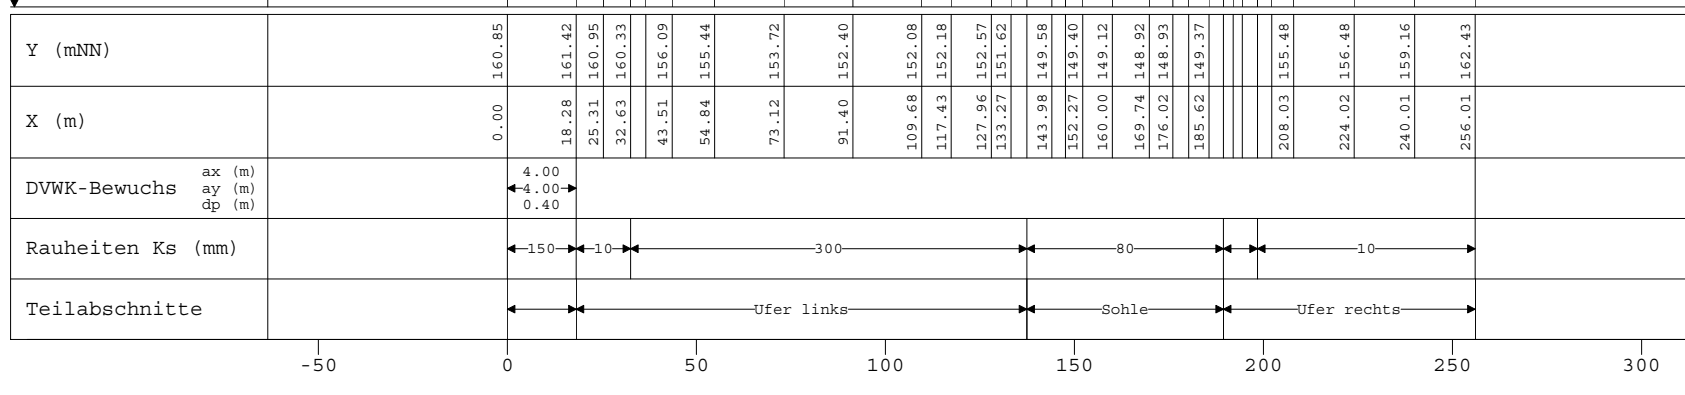 Y (mNN) 160.85 161.42 160.95 160.33 156.09 155.44 153.72 152.40 152.08 152.18 152.57 151.62 149.58 149.40 149.12 148.92 148.93 149.37 155.48 156.48 159.16 162.43
X (m) 0.00 18.28 25.31 32.63 43.51 54.84 73.12 91.40 109.68 117.43 127.96 133.27 143.98 152.27 160.00 169.74 176.02 185.62 208.03 224.02 240.01 256.01
ax (m) 4.00
DVWK-Bewuchs ay (m) 4.00
dp (m) 0.40
Rauheiten Ks (mm) 150 10 300 80 10
Teilabschnitte Ufer links Sohle Ufer rechts
-50 0 50 100 150 200 250 300